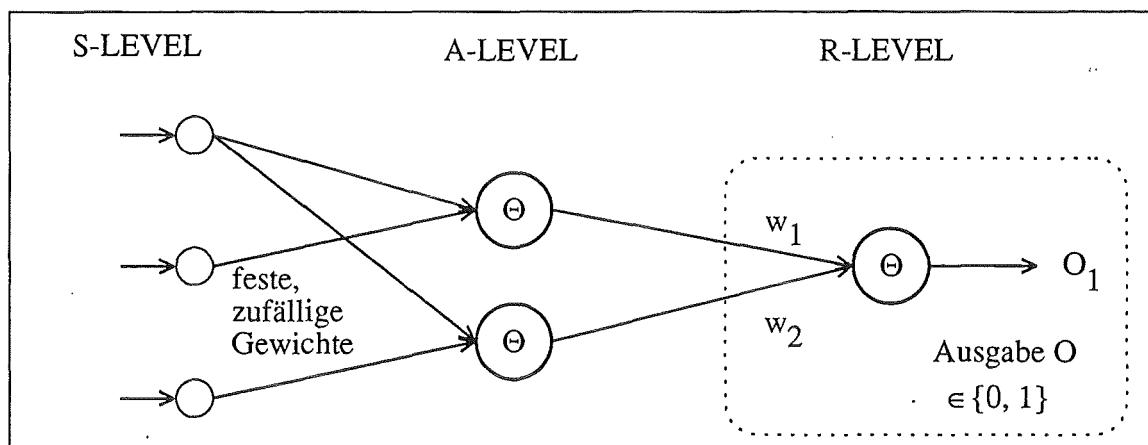 S-LEVEL
A-LEVEL
R-LEVEL
Θ
w₁
Θ
O₁
feste,
zufällige
Gewichte
Θ
w₂
Ausgabe O
∈{0, 1}